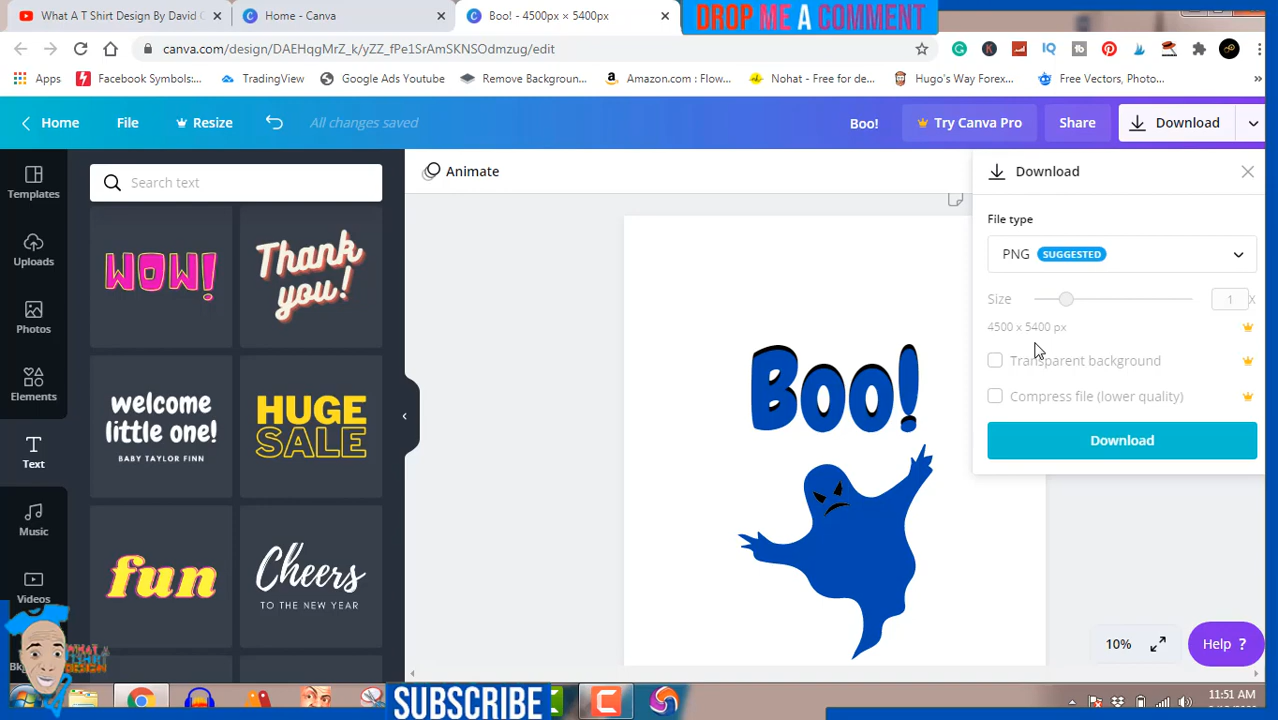 What A T Shirt Design By David C
Home - Canva
Boo! - 4500px × 5400px
DROP ME A COMMENT
canva.com/design/DAEHqgMrZ_k/yZZ_fPe1SrAmSKNSOdmzug/edit
Apps
Facebook Symbols:...
TradingView
Google Ads Youtube
Remove Backgroun...
Amazon.com : Flow...
Nohat - Free for de...
Hugo's Way Forex...
Free Vectors, Photo...
»
Home
File
Resize
All changes saved
Boo!
Try Canva Pro
Share
Download
Templates
Uploads
Photos
Elements
Text
Music
Videos
Search text
WOW!
Thank
you!
welcome
little one!
BABY TAYLOR FINN
HUGE
SALE
fun
Cheers
TO THE NEW YEAR
Animate
Boo!
Download
File type
PNG SUGGESTED
Size
1 X
4500 x 5400 px
Transparent background
Compress file (lower quality)
Download
10%
Help ?
WHAT
A TSHIRT
DESIGN
SUBSCRIBE
11:51 AM